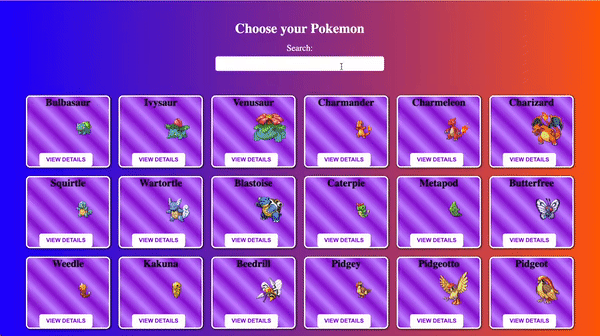 Choose your Pokemon
Search:
Bulbasaur Ivysaur Venusaur Charmander Charmeleon Charizard
VIEW DETAILS VIEW DETAILS VIEW DETAILS VIEW DETAILS VIEW DETAILS VIEW DETAILS
Squirtle Wartortle Blastoise Caterpie Metapod Butterfree
VIEW DETAILS VIEW DETAILS VIEW DETAILS VIEW DETAILS VIEW DETAILS VIEW DETAILS
Weedle Kakuna Beedrill Pidgey Pidgeotto Pidgeot
VIEW DETAILS VIEW DETAILS VIEW DETAILS VIEW DETAILS VIEW DETAILS VIEW DETAILS